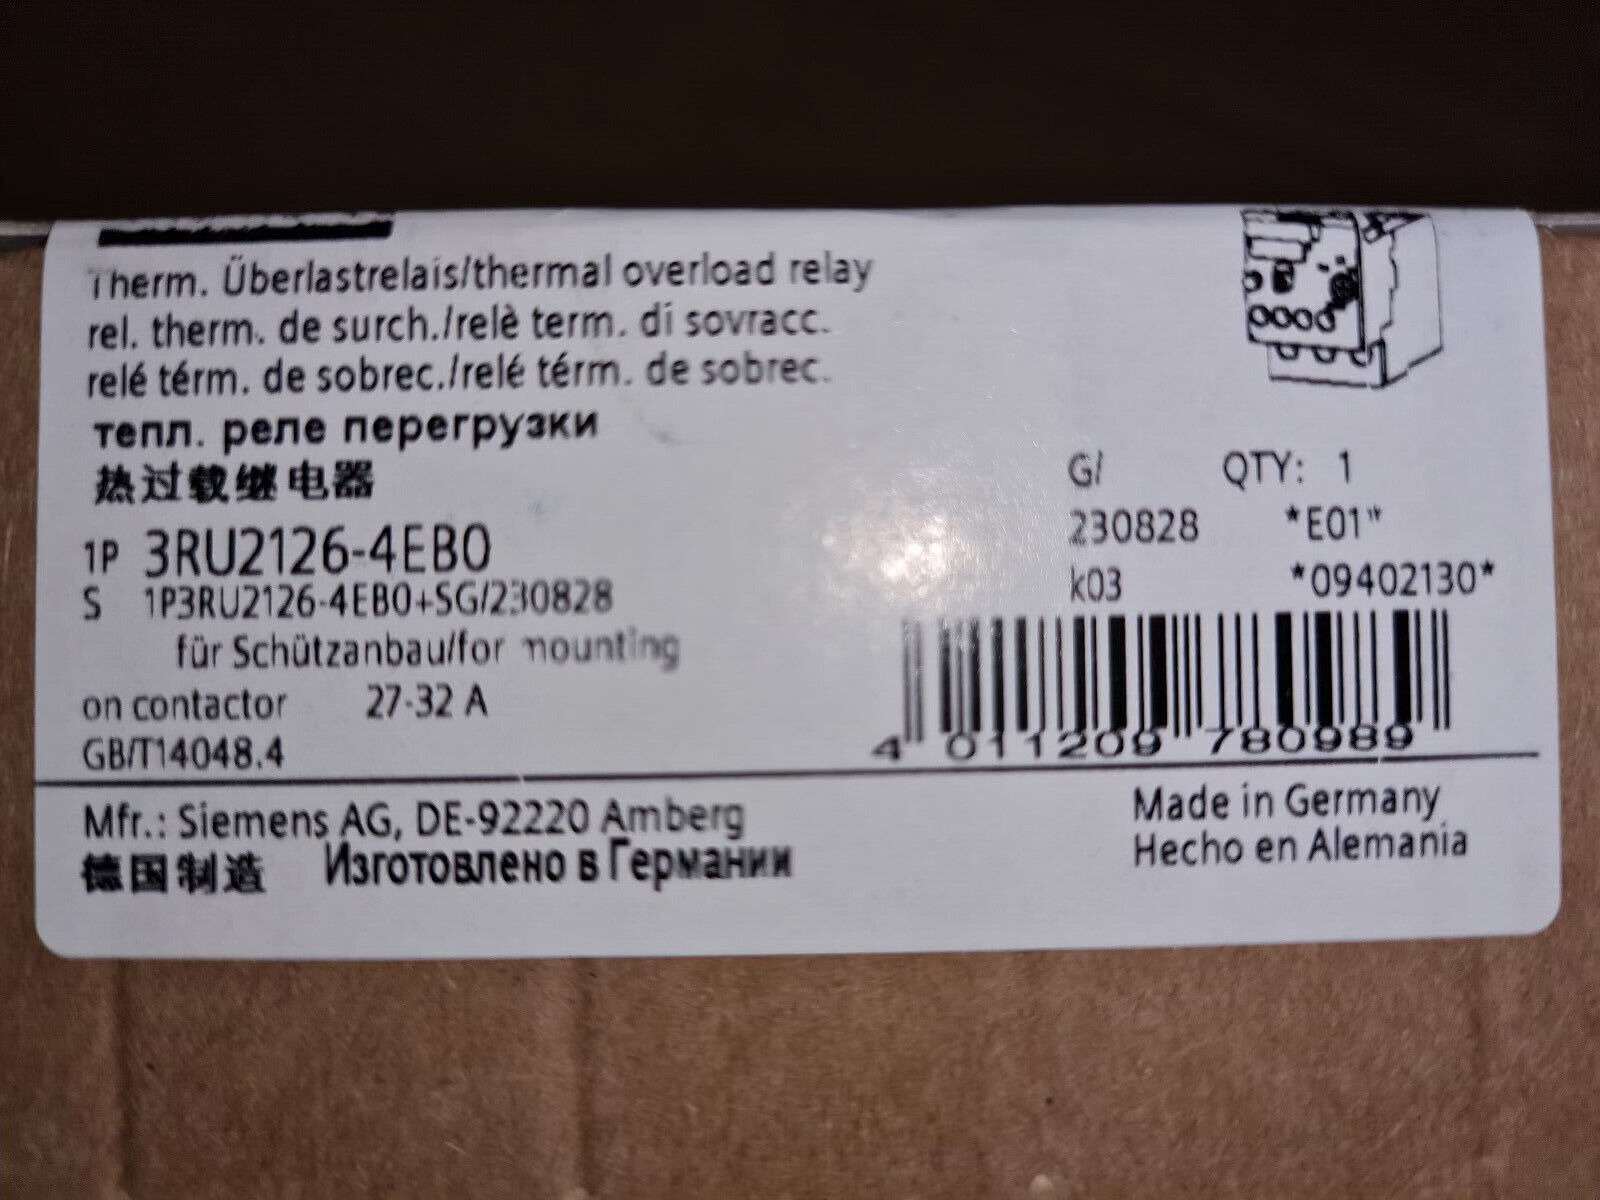 Therm. Überlastrelais/thermal overload relay
rel. therm. de surch./relè term. di sovracc.
relé térm. de sobrec./relé térm. de sobrec.
тепл. реле перегрузки
热过载继电器
G/ QTY: 1
1P 3RU2126-4EB0
230828 *E01*
S 1P3RU2126-4EB0+SG/230828
k03 *09402130*
für Schützanbau/for mounting
on contactor 27-32 A
GB/T14048.4
4 011209 780989
Mfr.: Siemens AG, DE-92220 Amberg
Made in Germany
德国制造 Изготовлено в Германии
Hecho en Alemania